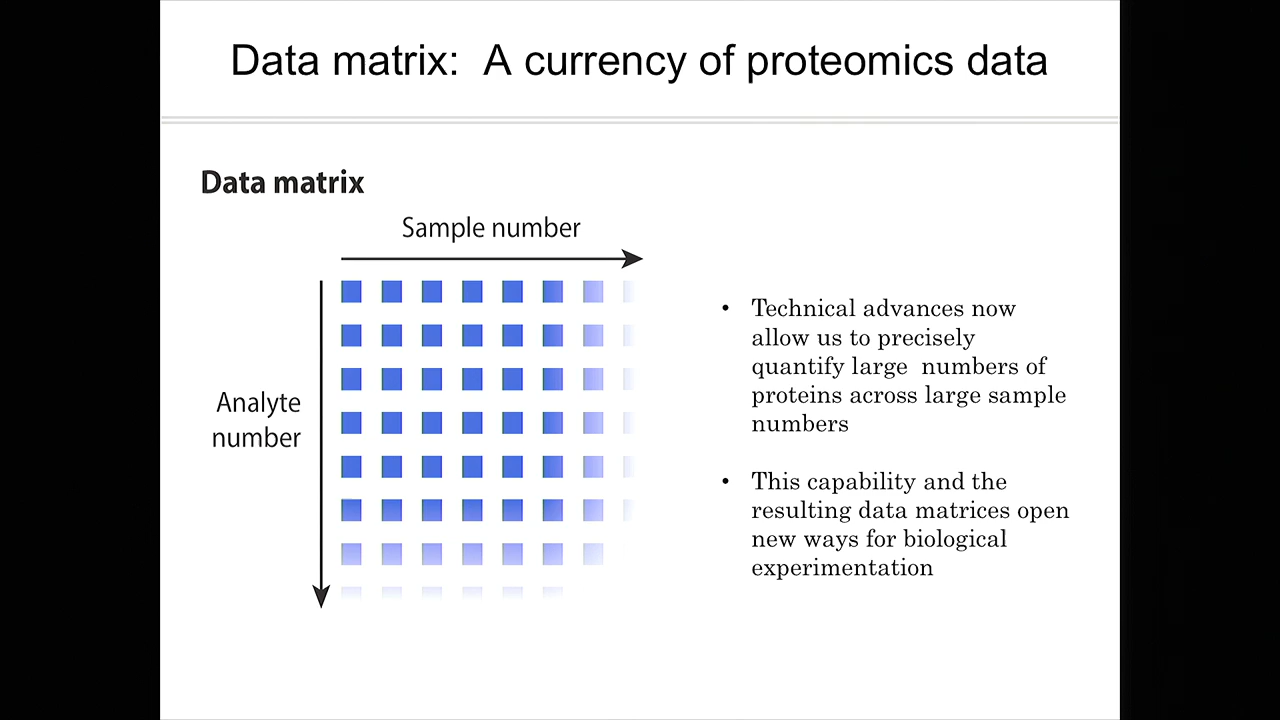 Data matrix:  A currency of proteomics data
Data matrix
Sample number
Analyte
number
• Technical advances now
allow us to precisely
quantify large  numbers of
proteins across large sample
numbers
• This capability and the
resulting data matrices open
new ways for biological
experimentation